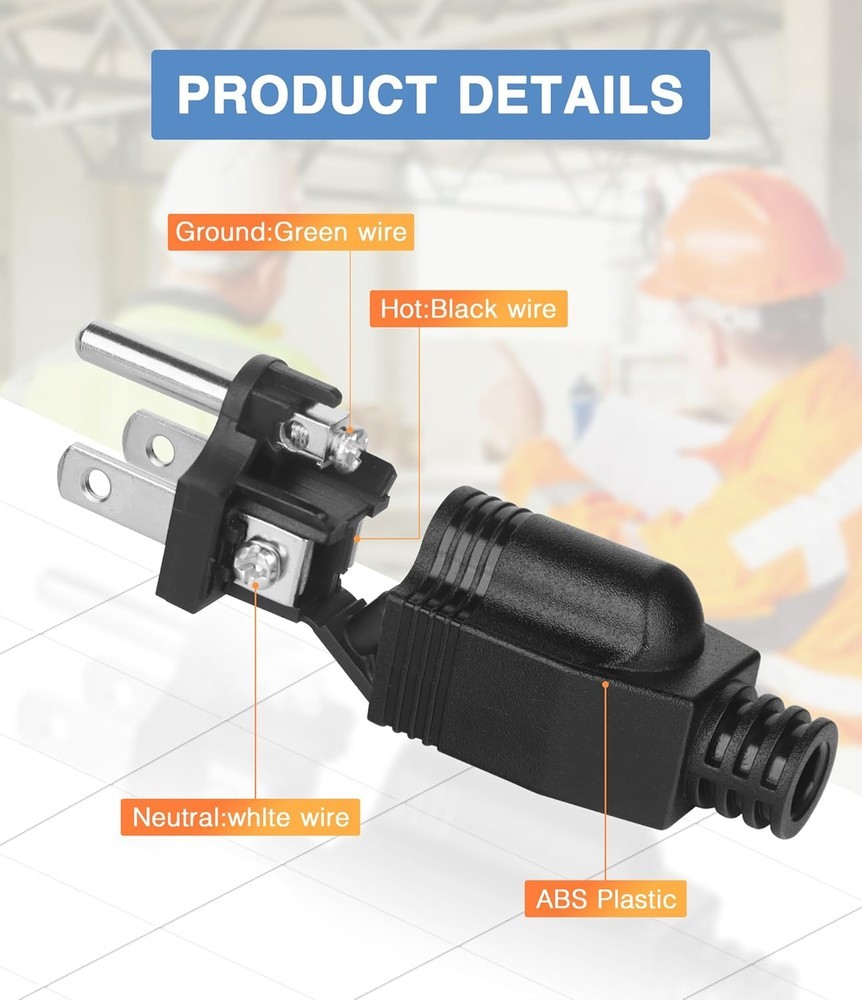 PRODUCT DETAILS
Ground:Green wire
Hot:Black wire
Neutral:whlte wire
ABS Plastic